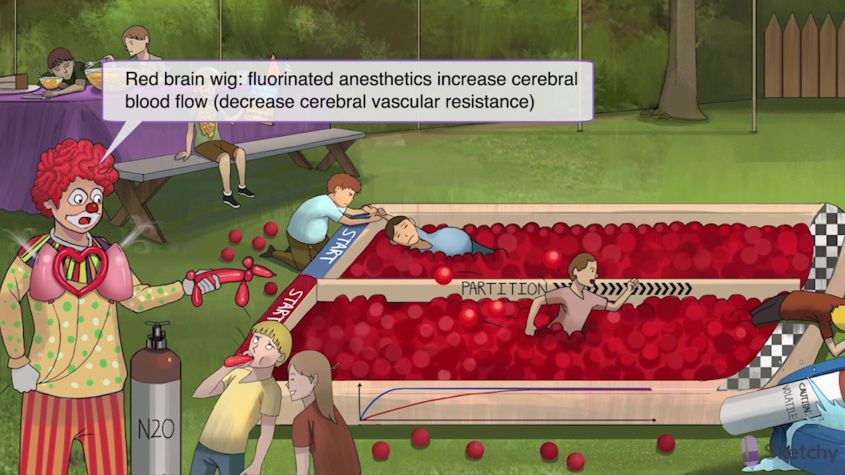 Red brain wig: fluorinated anesthetics increase cerebral
blood flow (decrease cerebral vascular resistance)
START
PARTITION
START
N2O
CAUTION!
VOLATILE
Sketchy